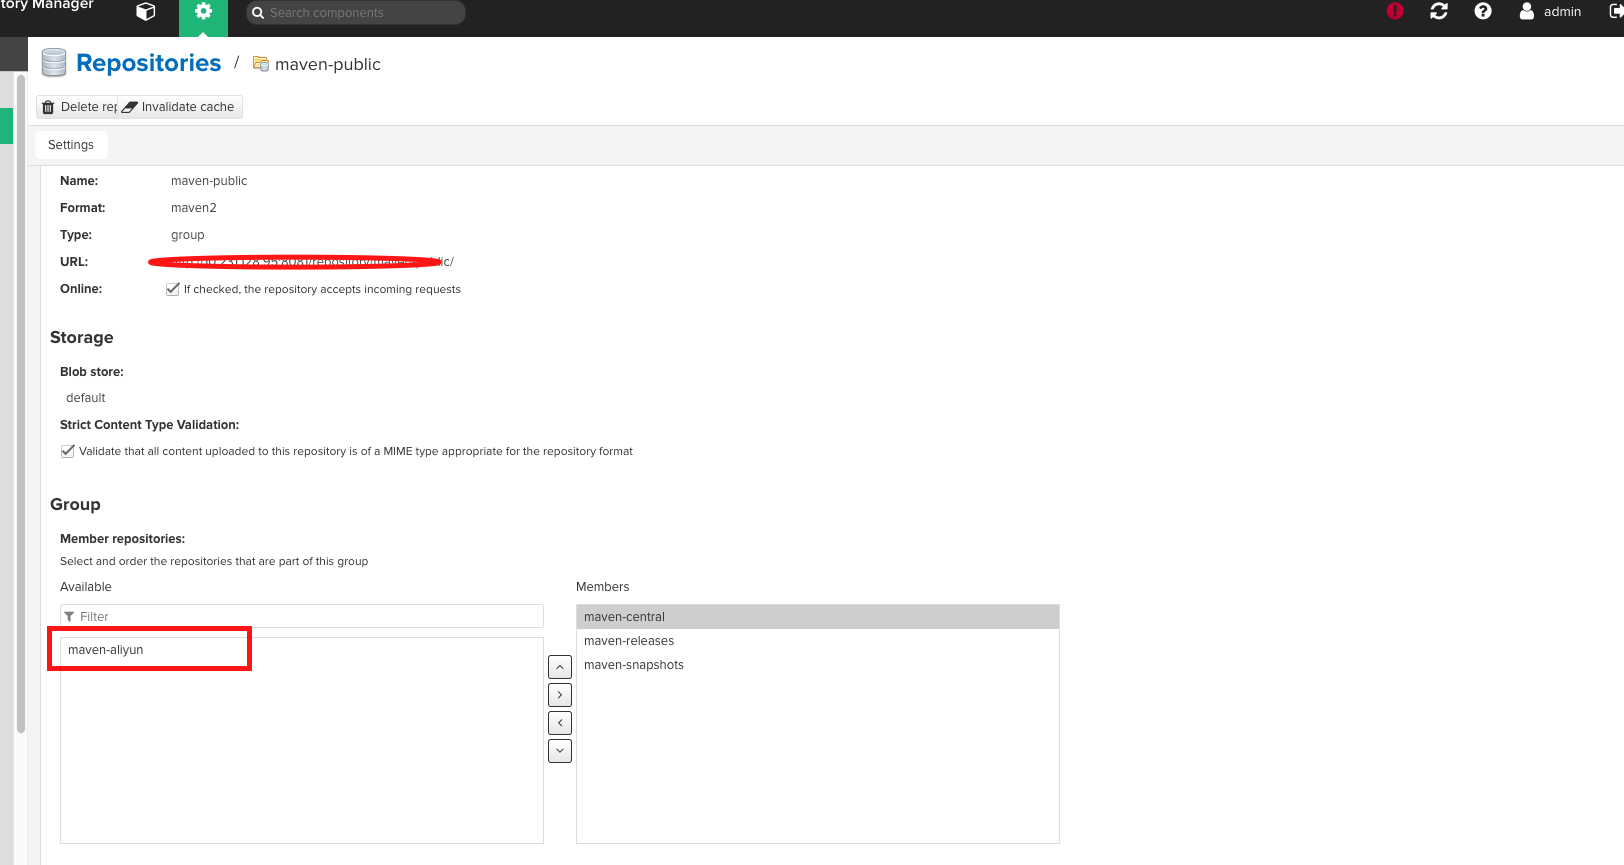 tory Manager
Search components
admin
Repositories / maven-public
Delete rep Invalidate cache
Settings
Name: maven-public
Format: maven2
Type: group
URL: lic/
Online: If checked, the repository accepts incoming requests
Storage
Blob store:
default
Strict Content Type Validation:
Validate that all content uploaded to this repository is of a MIME type appropriate for the repository format
Group
Member repositories:
Select and order the repositories that are part of this group
Available Members
Filter
maven-central
maven-aliyun
maven-releases
maven-snapshots